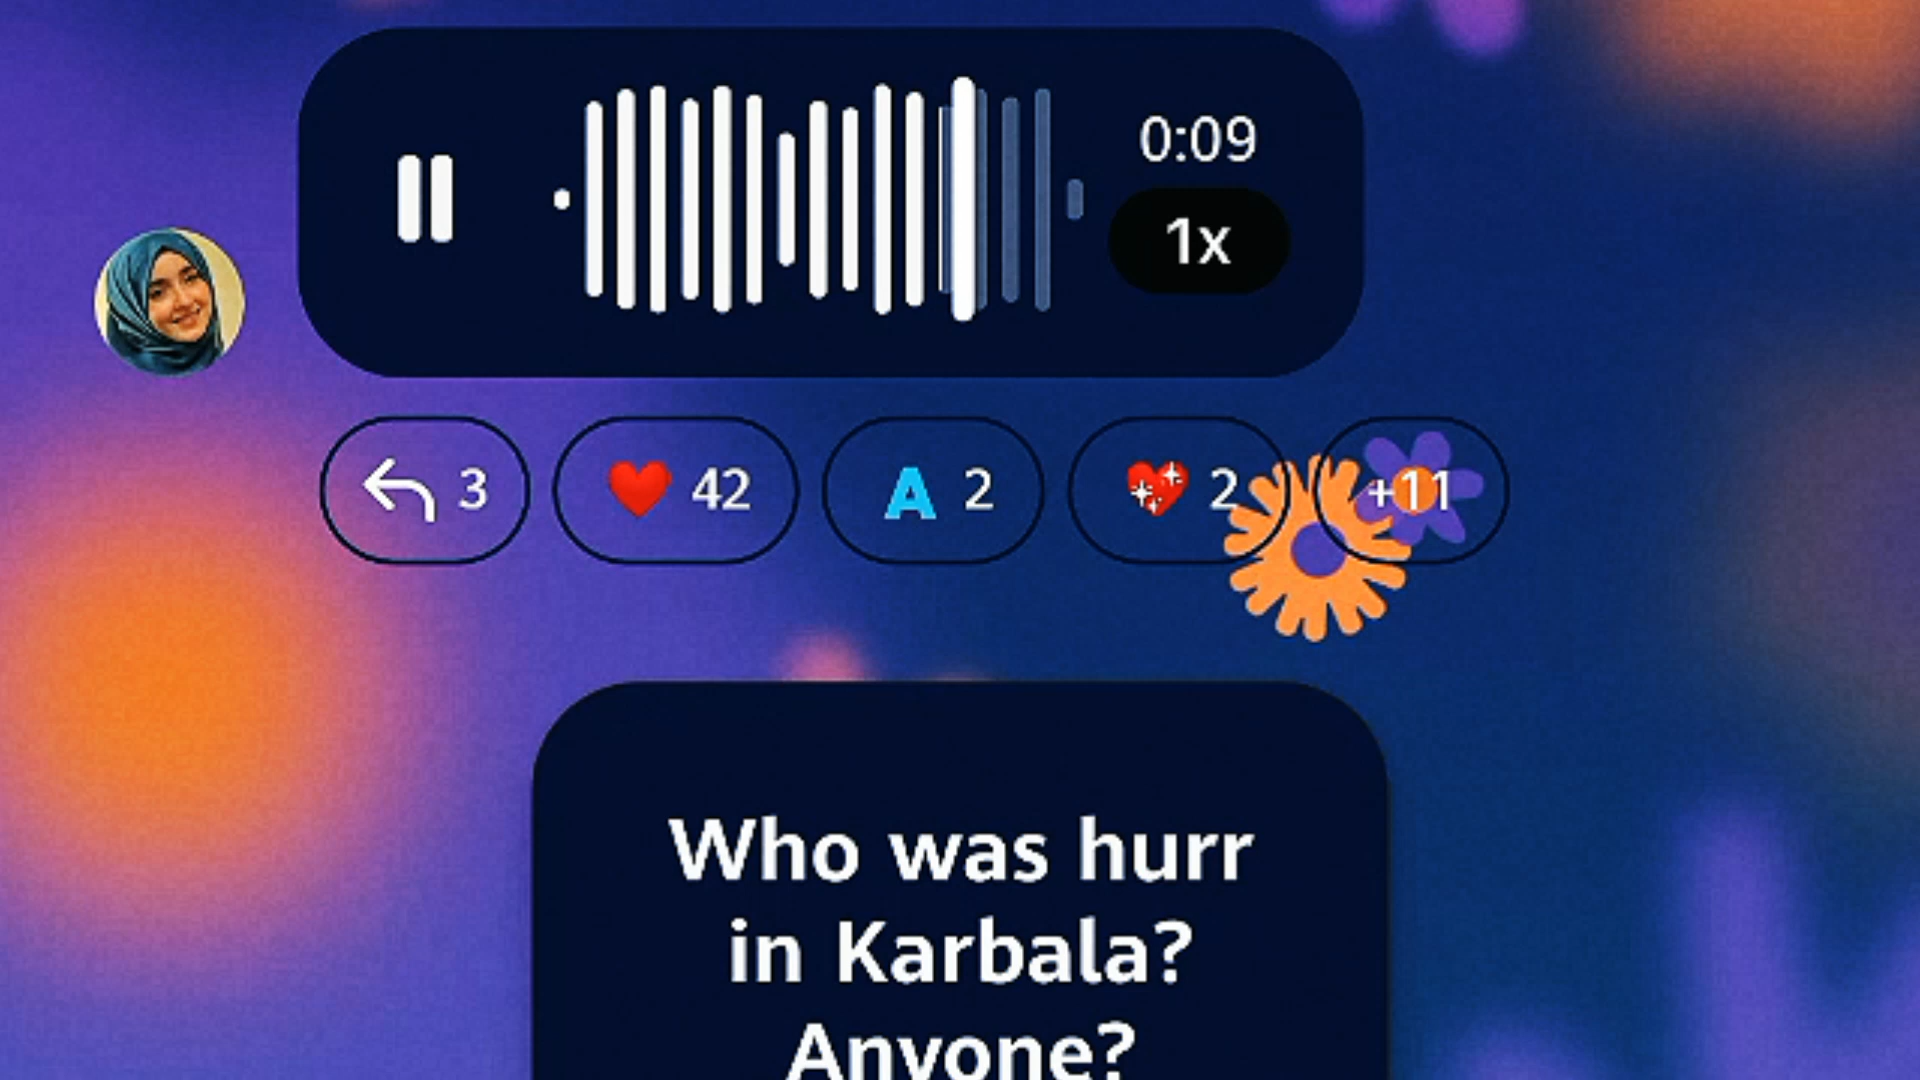 0:09
1x
3
42
A 2
2
+11
Who was hurr
in Karbala?
Anyone?